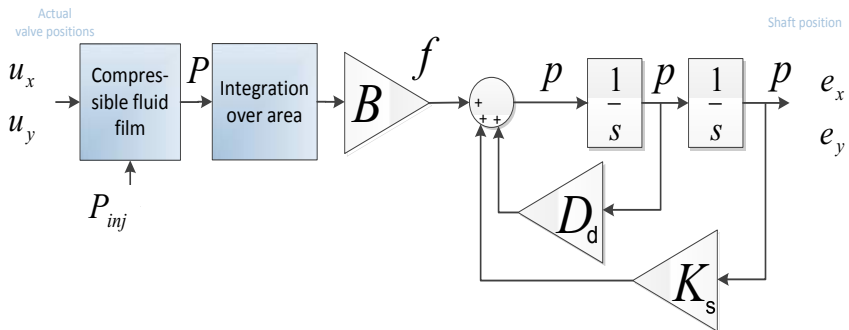 Actual
valve positions
Shaft position
u_x
u_y
Compres-
sible fluid
film
P
Integration
over area
B
f
+
+ +
p
1
s
p
1
s
p
e_x
e_y
P_inj
D_d
K_s